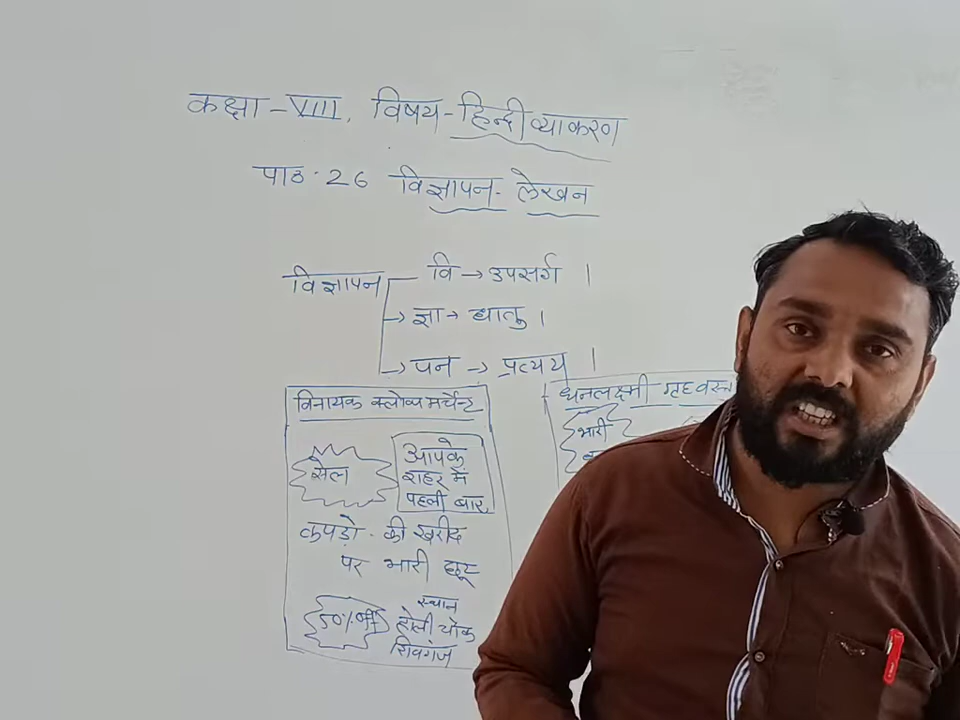 कक्षा - VIII, विषय - हिन्दी व्याकरण
पाठ. 26 विज्ञापन - लेखन
विज्ञापन
वि → उपसर्ग ।
→ ज्ञा → धातु ।
→ पन → प्रत्यय ।
विनायक क्लोथ मर्चेन्ट
सेल
आपके
शहर में
पहली बार
कपड़ो - की खरीद
पर भारी छूट
50%
स्थान
होली चौक
शिवगंज
धनलक्ष्मी गृह वस्
भारी